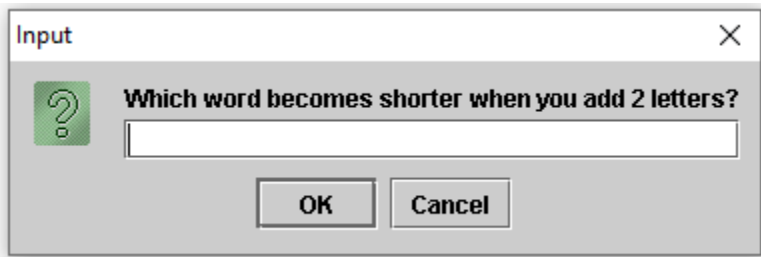 Input
Which word becomes shorter when you add 2 letters?
OK
Cancel